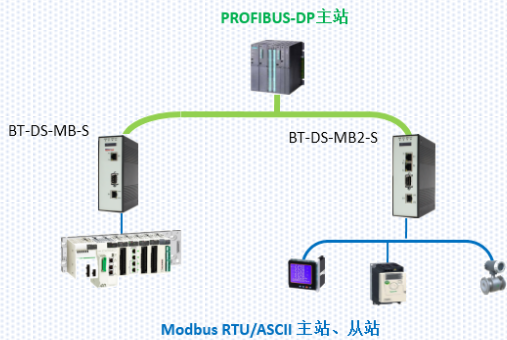 PROFIBUS-DP主站
BT-DS-MB-S
BT-DS-MB2-S
Modbus RTU/ASCII 主站、从站